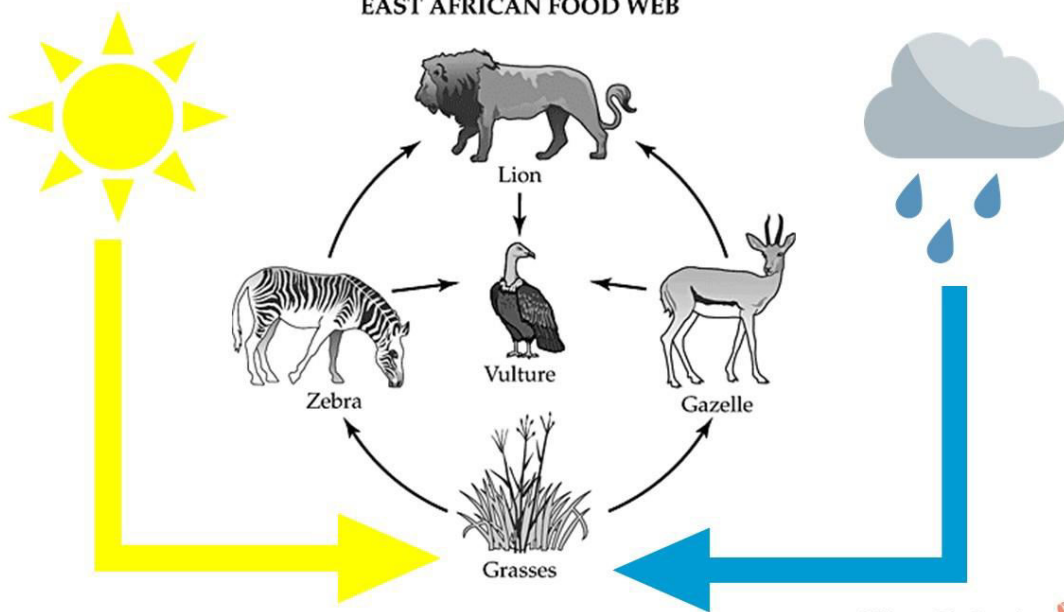 EAST AFRICAN FOOD WEB
Lion
Vulture
Zebra
Gazelle
Grasses